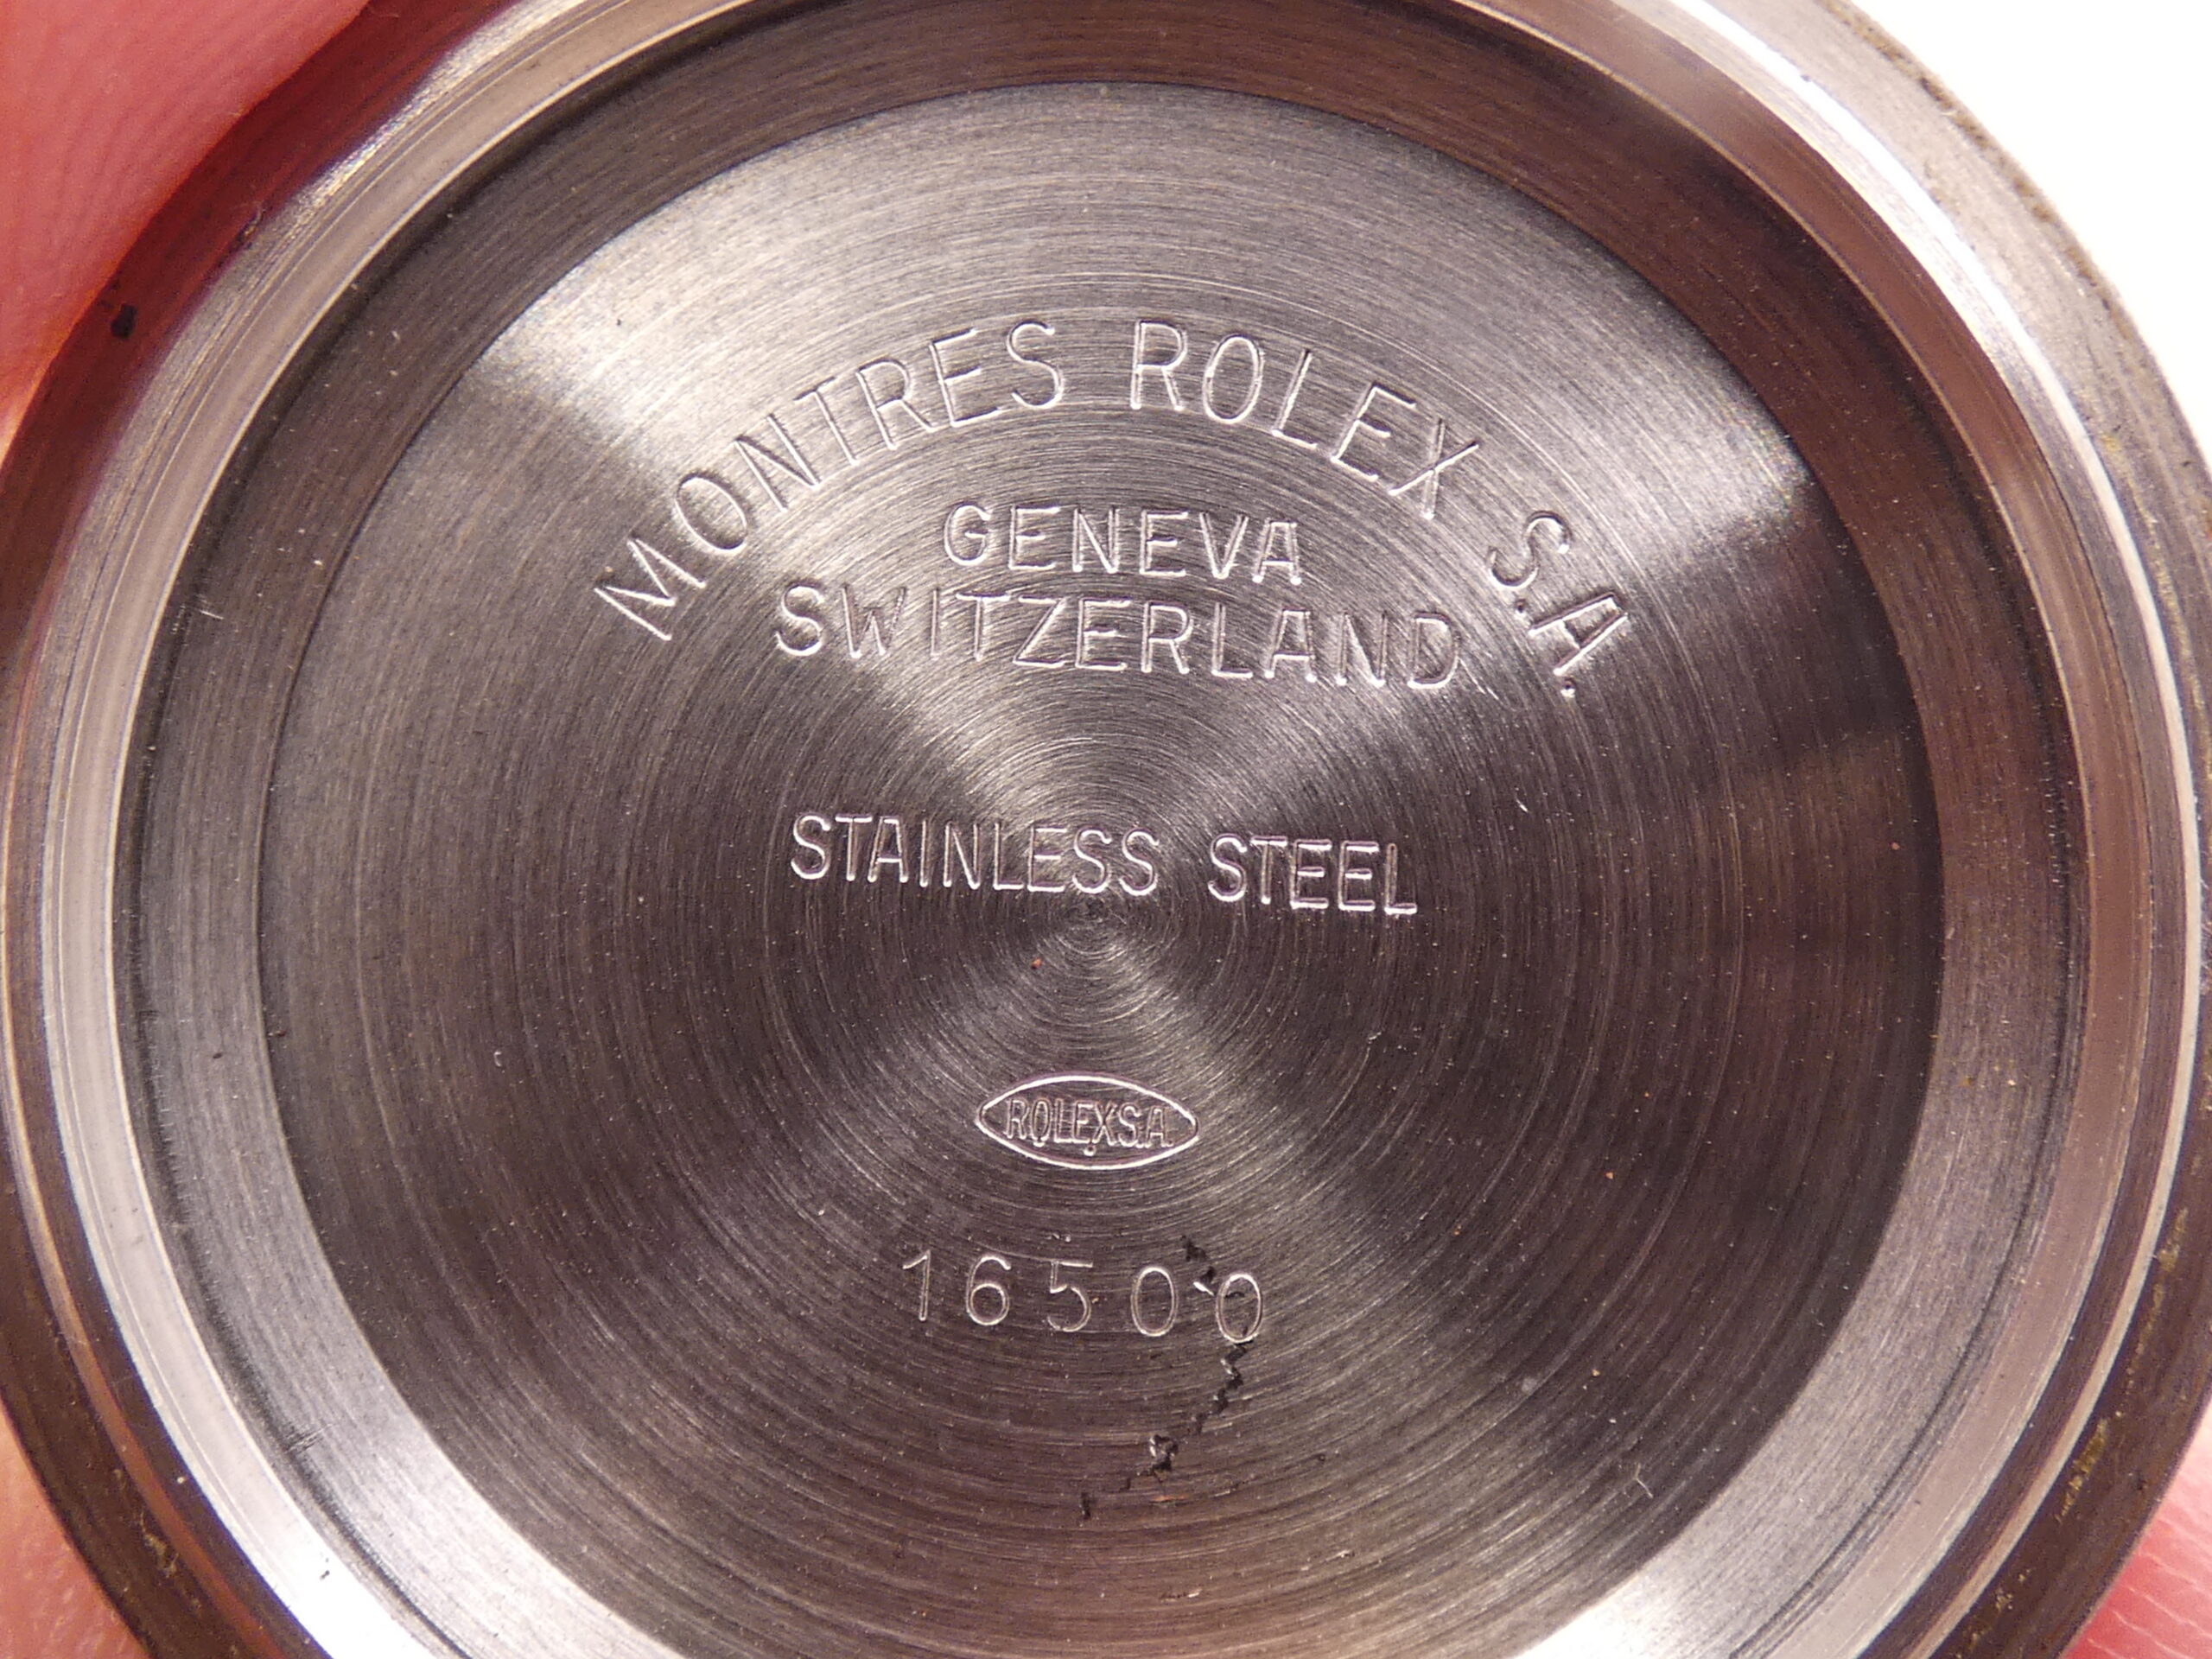 MONTRES ROLEX S.A.
GENEVA
SWITZERLAND
STAINLESS STEEL
ROLEX S.A.
16500